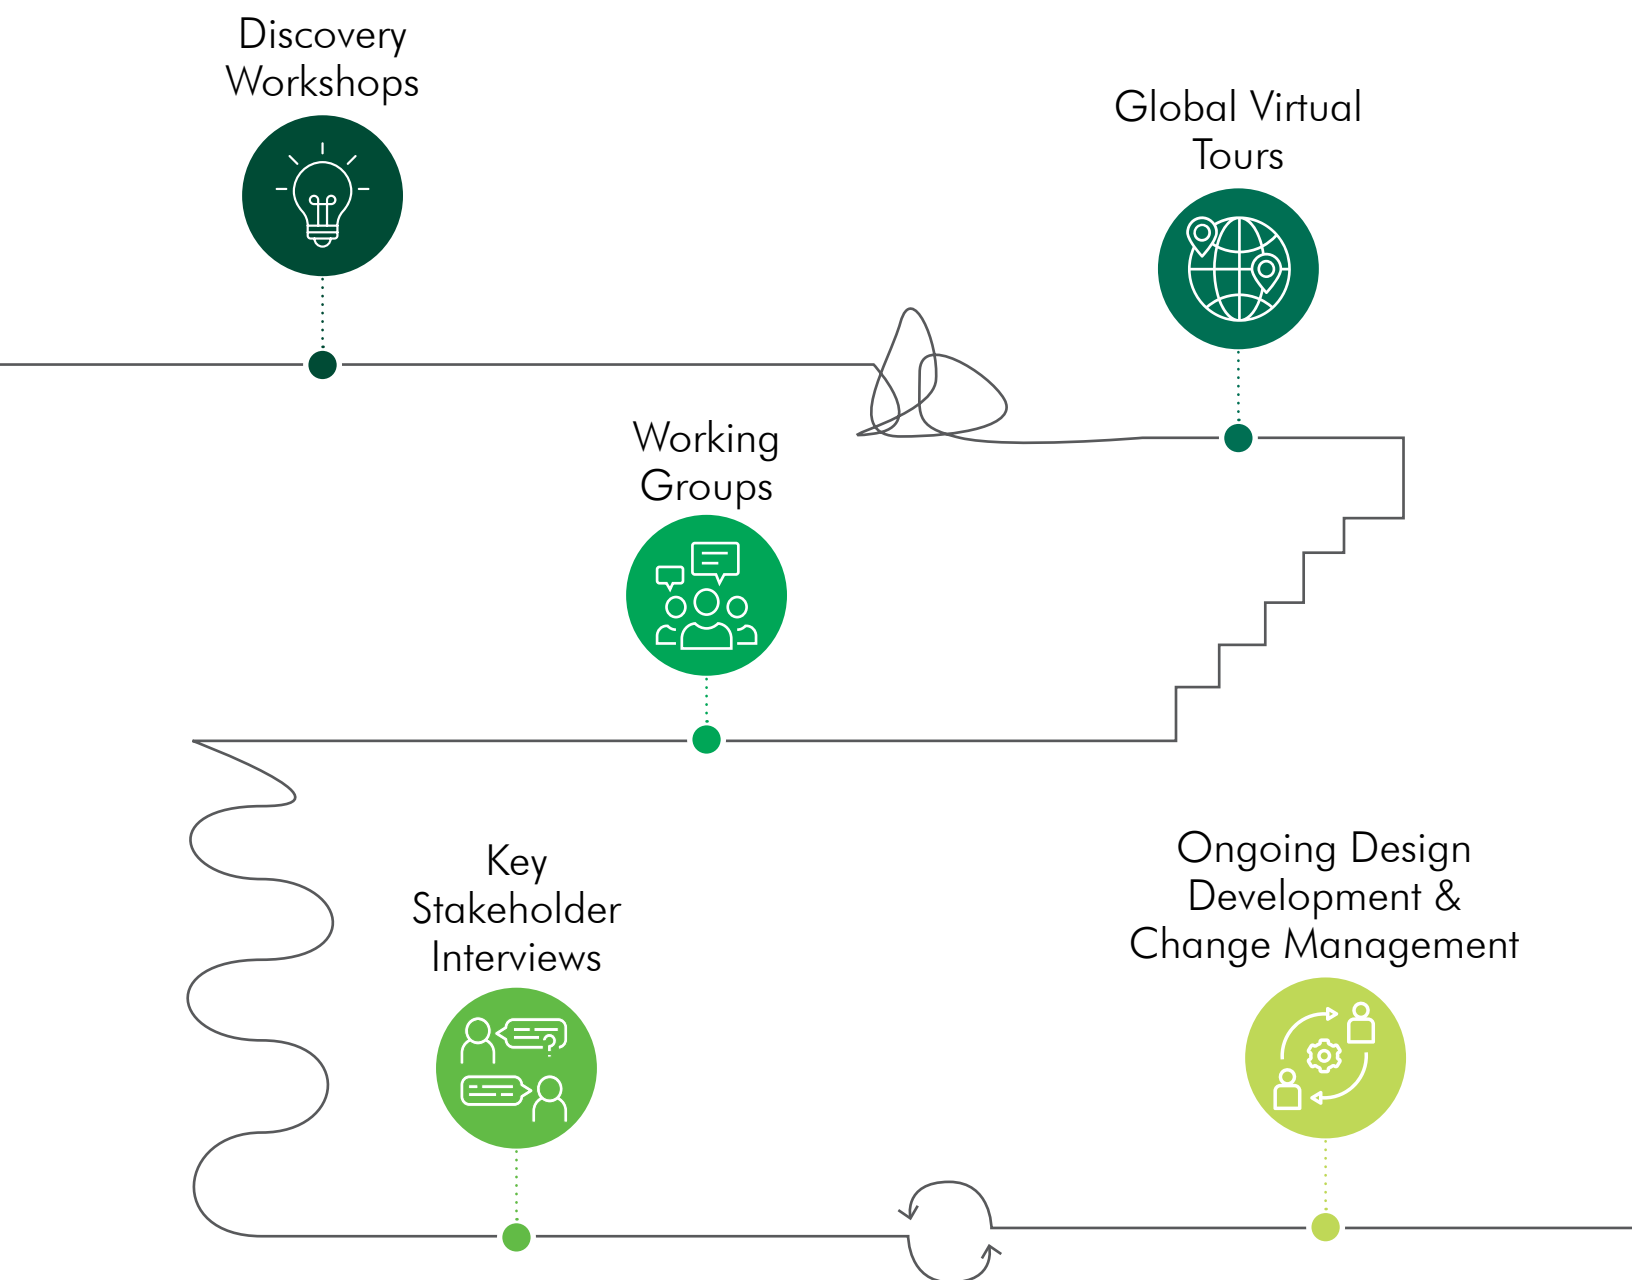 Discovery
Workshops
Global Virtual
Tours
Working
Groups
Key
Stakeholder
Interviews
Ongoing Design
Development &
Change Management
?